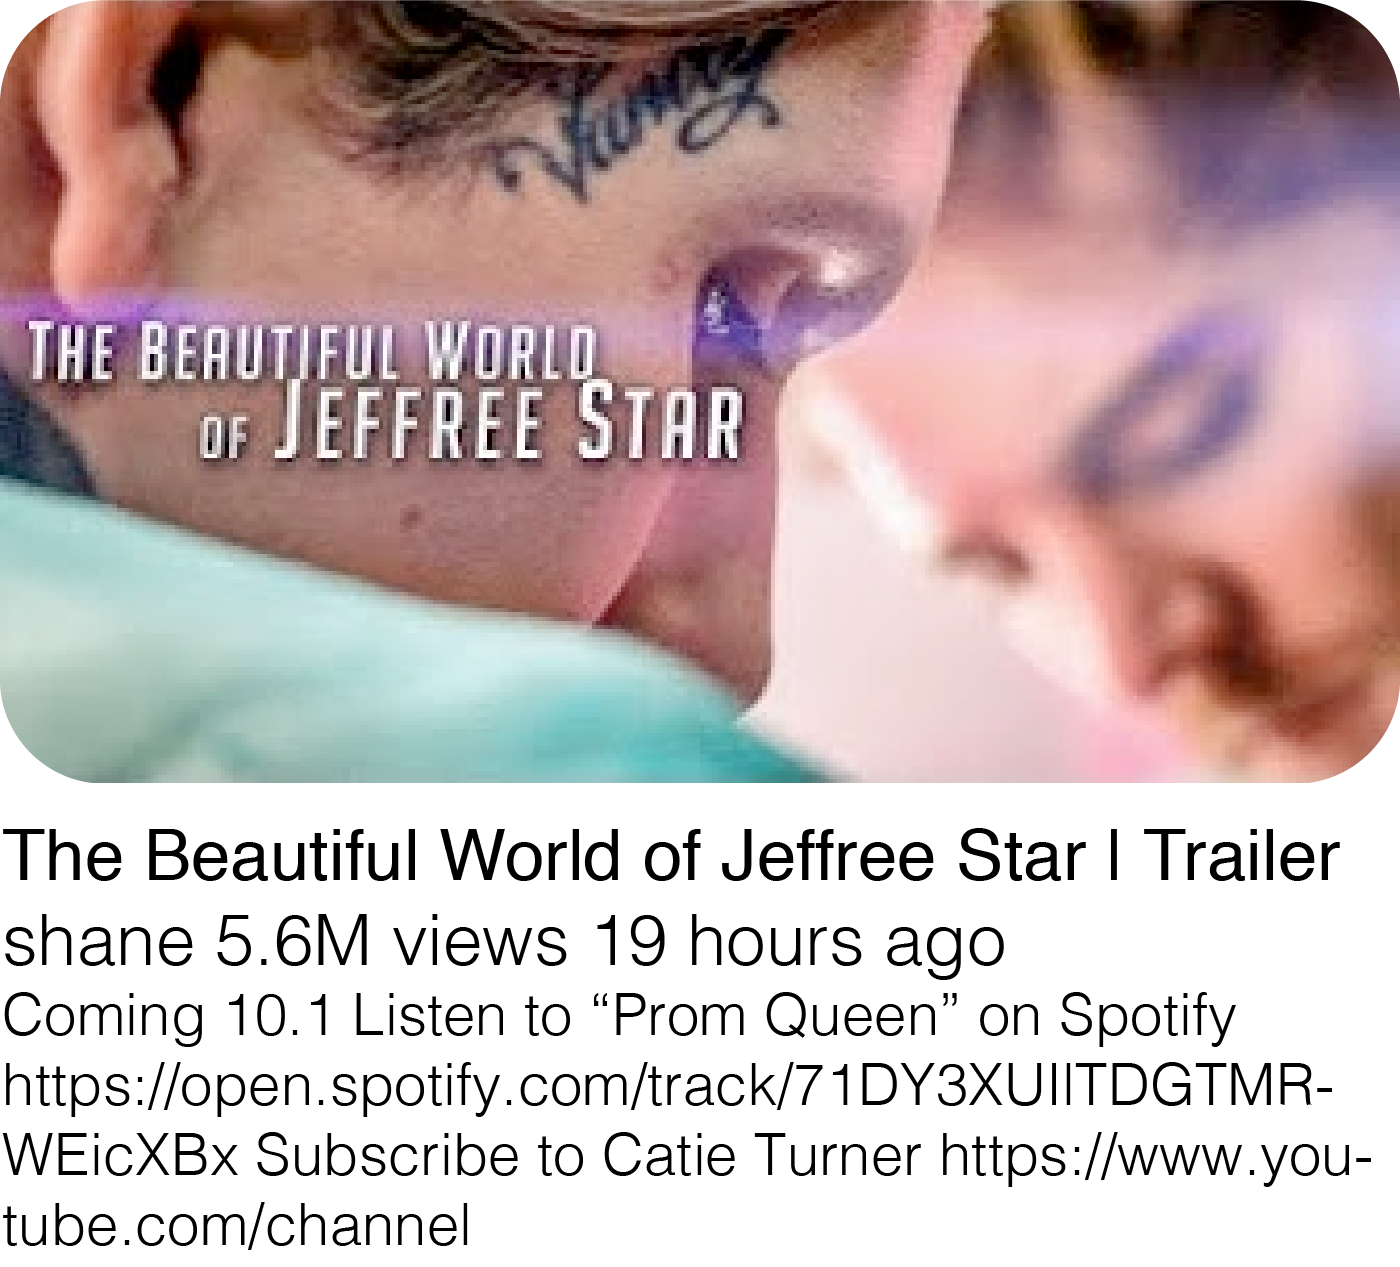 Vanity
THE BEAUTIFUL WORLD
OF JEFFREE STAR
The Beautiful World of Jeffree Star | Trailer
shane 5.6M views 19 hours ago
Coming 10.1 Listen to “Prom Queen” on Spotify
https://open.spotify.com/track/71DY3XUIlTDGTMR-
WEicXBx Subscribe to Catie Turner https://www.you-
tube.com/channel